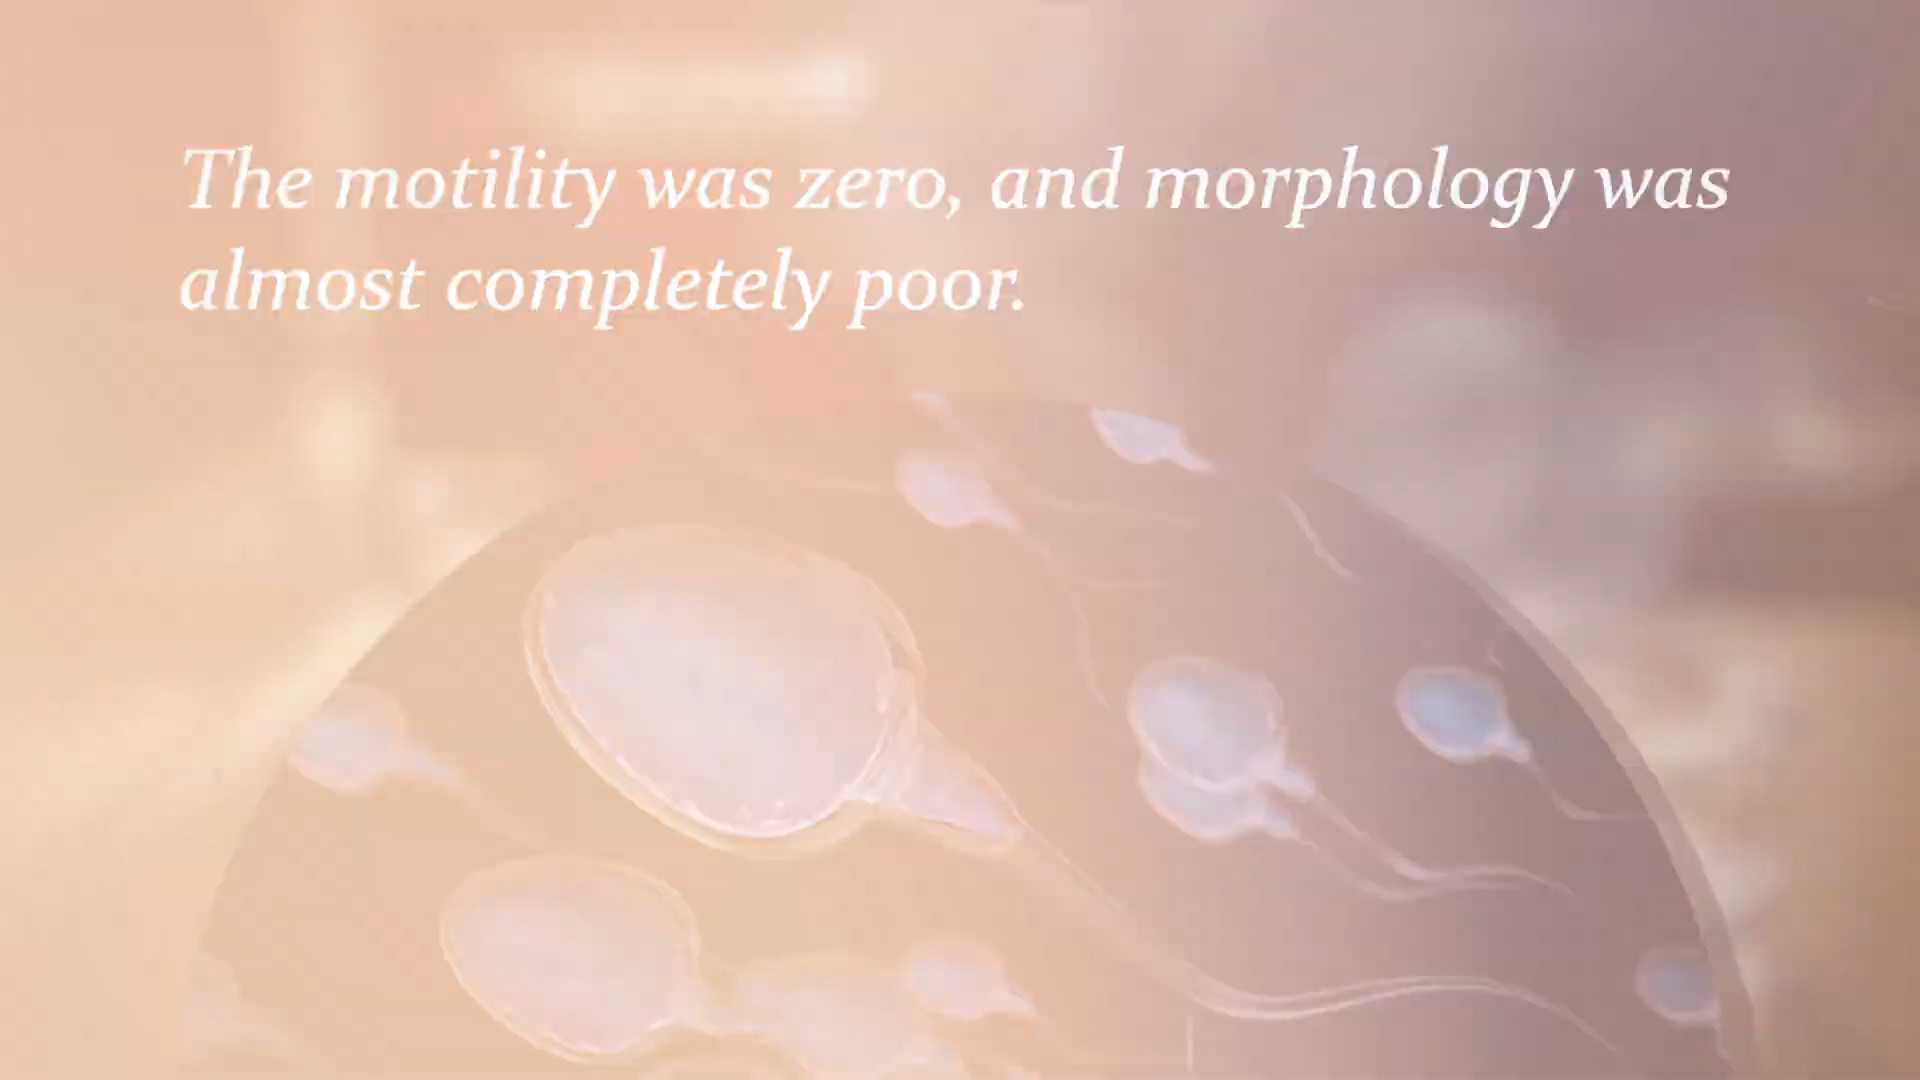 The motility was zero, and morphology was
almost completely poor.